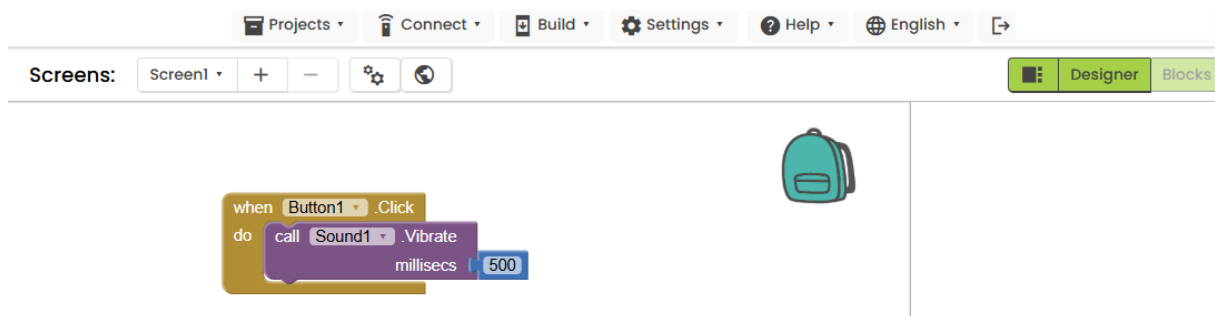 Projects Connect Build Settings Help English
Screens: Screen1 + − Designer Blocks
when Button1 .Click
do call Sound1 .Vibrate
millisecs 500